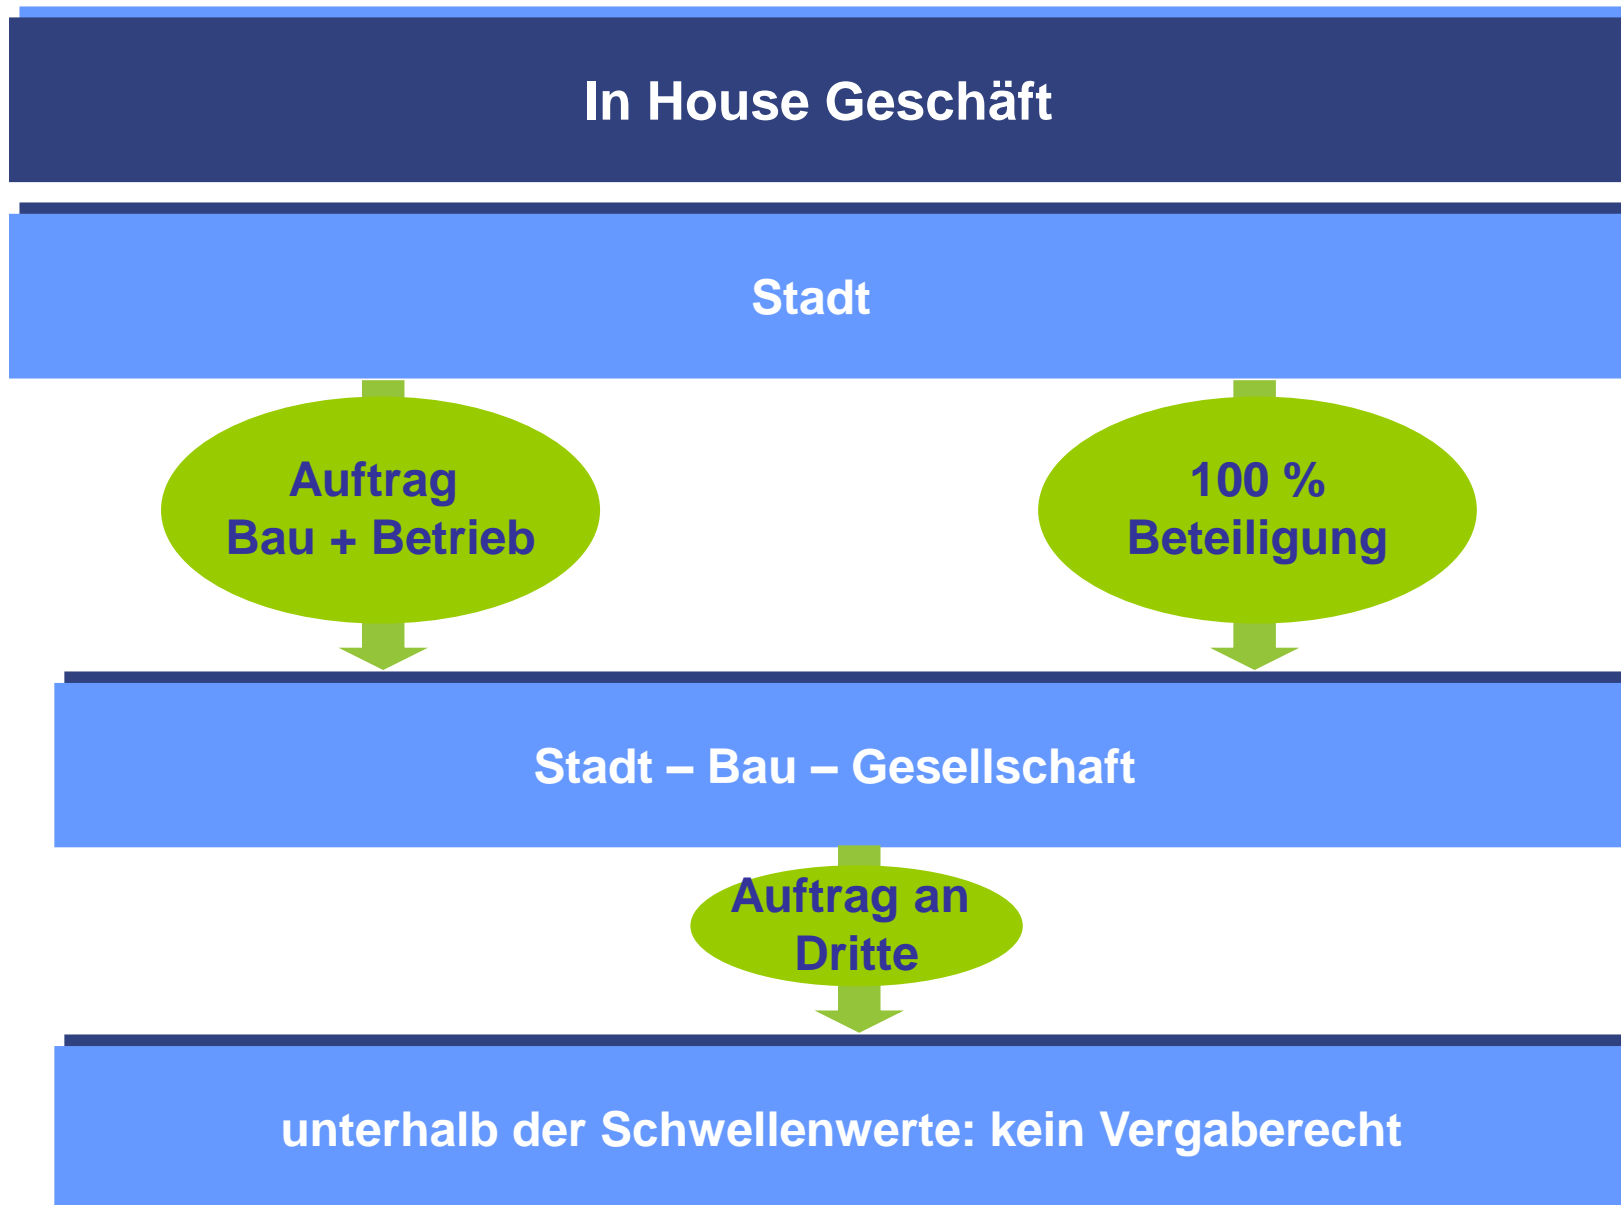 In House Geschäft
Stadt
Auftrag
Bau + Betrieb
100 %
Beteiligung
Stadt – Bau – Gesellschaft
Auftrag an
Dritte
unterhalb der Schwellenwerte: kein Vergaberecht